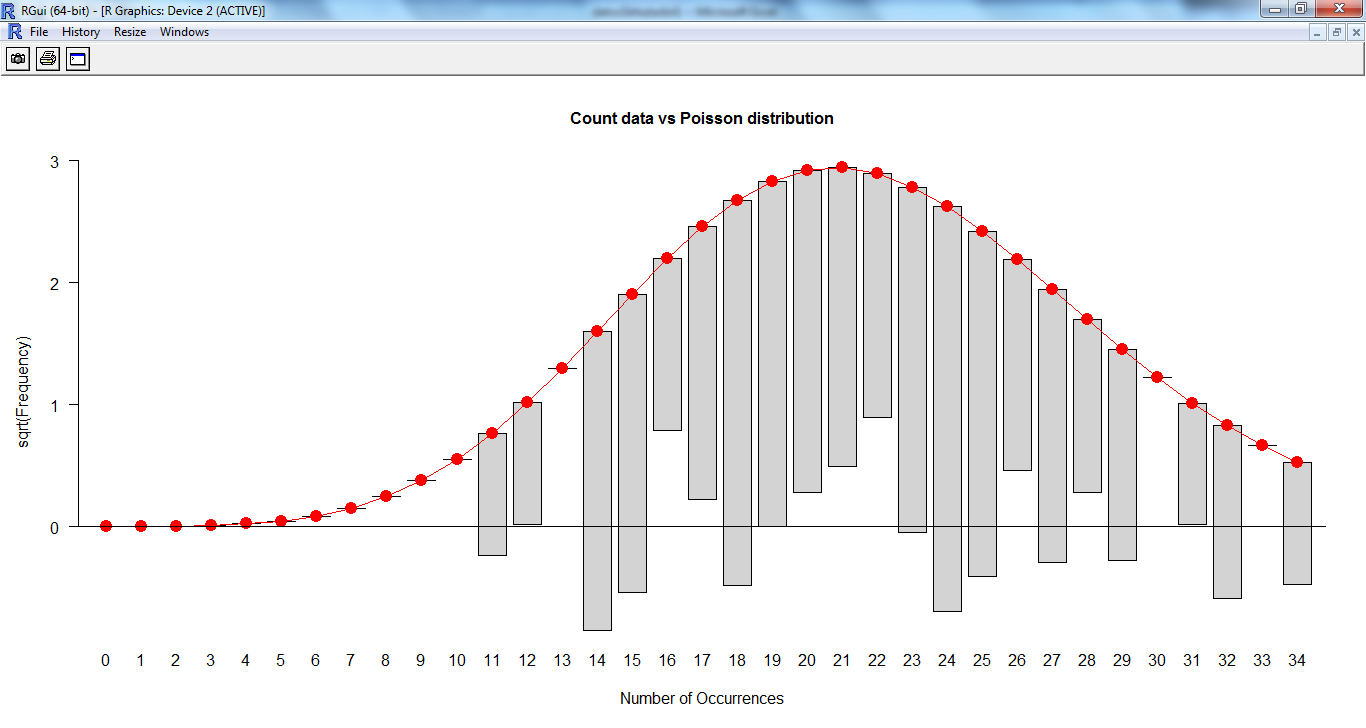 RGui (64-bit) - [R Graphics: Device 2 (ACTIVE)]
File History Resize Windows
Count data vs Poisson distribution
3
2
1
0
sqrt(Frequency)
0 1 2 3 4 5 6 7 8 9 10 11 12 13 14 15 16 17 18 19 20 21 22 23 24 25 26 27 28 29 30 31 32 33 34
Number of Occurrences